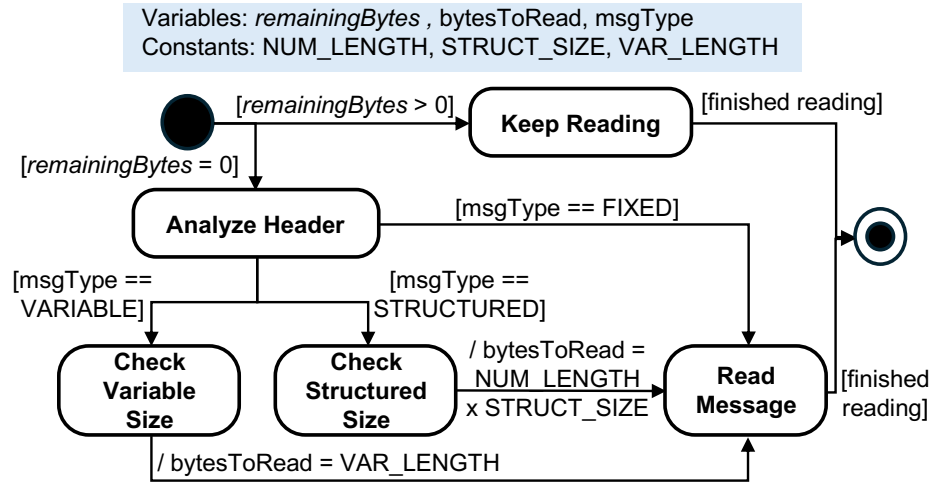 Variables: remainingBytes , bytesToRead, msgType
Constants: NUM_LENGTH, STRUCT_SIZE, VAR_LENGTH
[remainingBytes > 0]
Keep Reading
[finished reading]
[remainingBytes = 0]
Analyze Header
[msgType == FIXED]
[msgType ==
VARIABLE]
[msgType ==
STRUCTURED]
Check
Variable
Size
Check
Structured
Size
/ bytesToRead =
NUM_LENGTH
x STRUCT_SIZE
Read
Message
[finished
reading]
/ bytesToRead = VAR_LENGTH